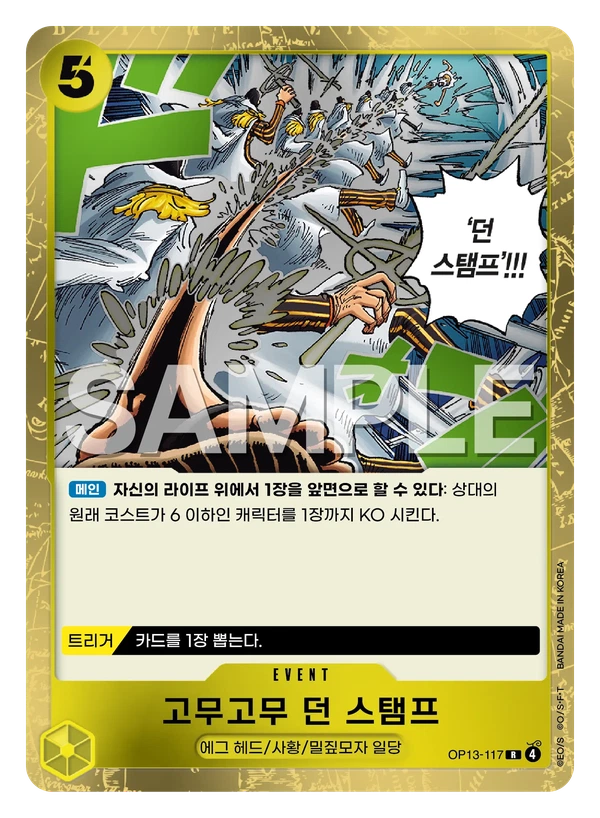 5
'던
스탬프'!!!
SAMPLE
메인 자신의 라이프 위에서 1장을 앞면으로 할 수 있다: 상대의
원래 코스트가 6 이하인 캐릭터를 1장까지 KO 시킨다.
트리거 카드를 1장 뽑는다.
EVENT
고무고무 던 스탬프
에그 헤드/사황/밀짚모자 일당
OP13-117 R 4
©EO/S ©O/S·F·T BANDAI MADE IN KOREA